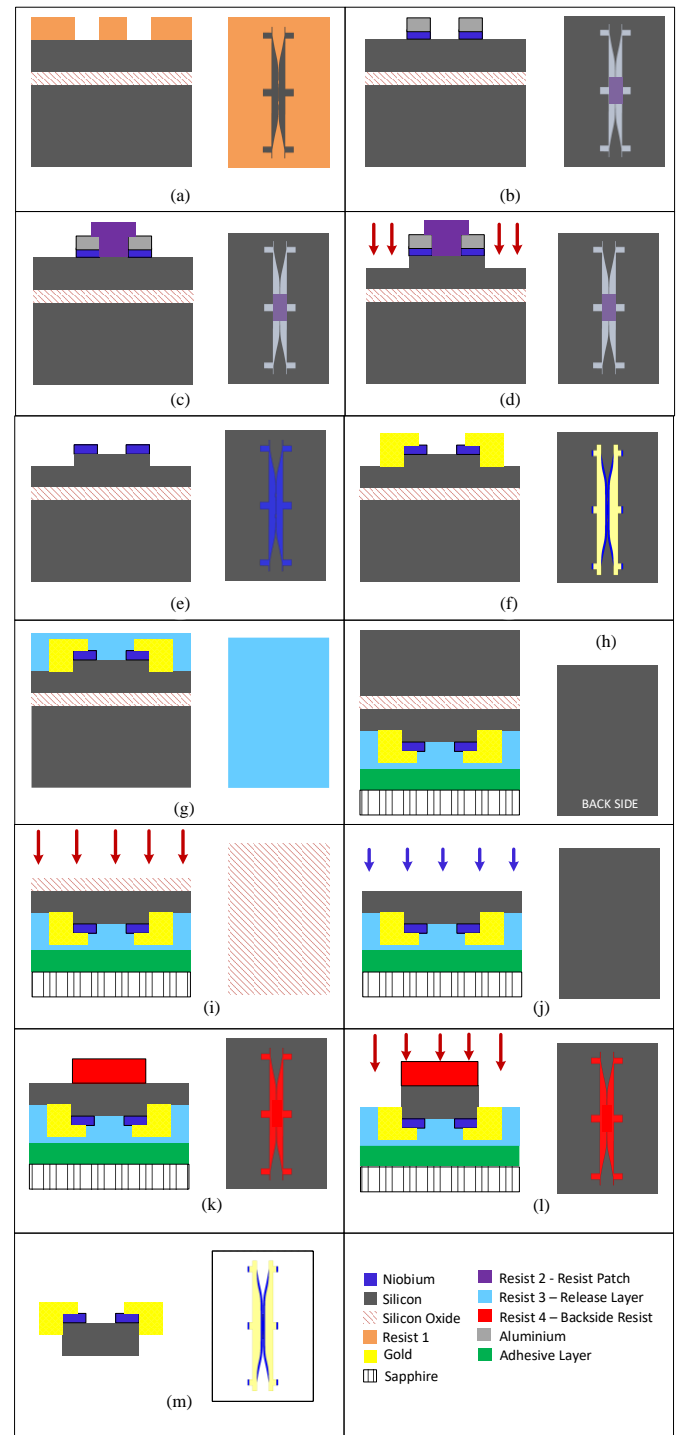 (a)
(b)
(c)
(d)
(e)
(f)
(h)
(g)
BACK SIDE
(i)
(j)
(k)
(l)
(m)
Niobium
Silicon
Silicon Oxide
Resist 1
Gold
Sapphire
Resist 2 - Resist Patch
Resist 3 – Release Layer
Resist 4 – Backside Resist
Aluminium
Adhesive Layer